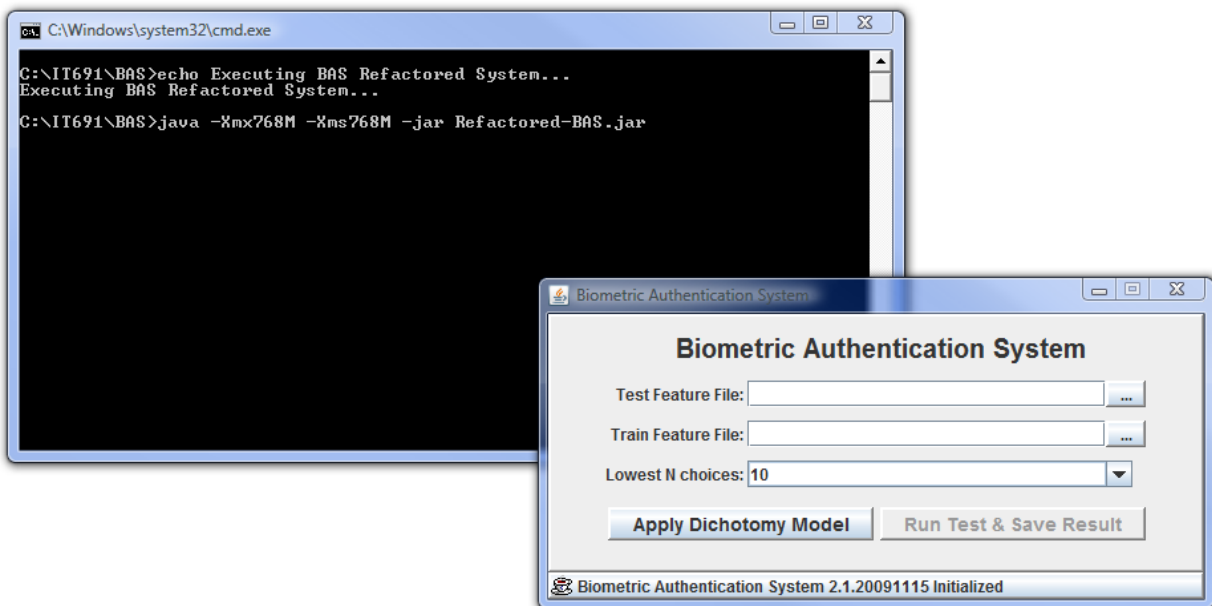 C:\Windows\system32\cmd.exe
C:\IT691\BAS>echo Executing BAS Refactored System...
Executing BAS Refactored System...
C:\IT691\BAS>java -Xmx768M -Xms768M -jar Refactored-BAS.jar
Biometric Authentication System
Biometric Authentication System
Test Feature File: ...
Train Feature File: ...
Lowest N choices: 10
Apply Dichotomy Model Run Test & Save Result
Biometric Authentication System 2.1.20091115 Initialized